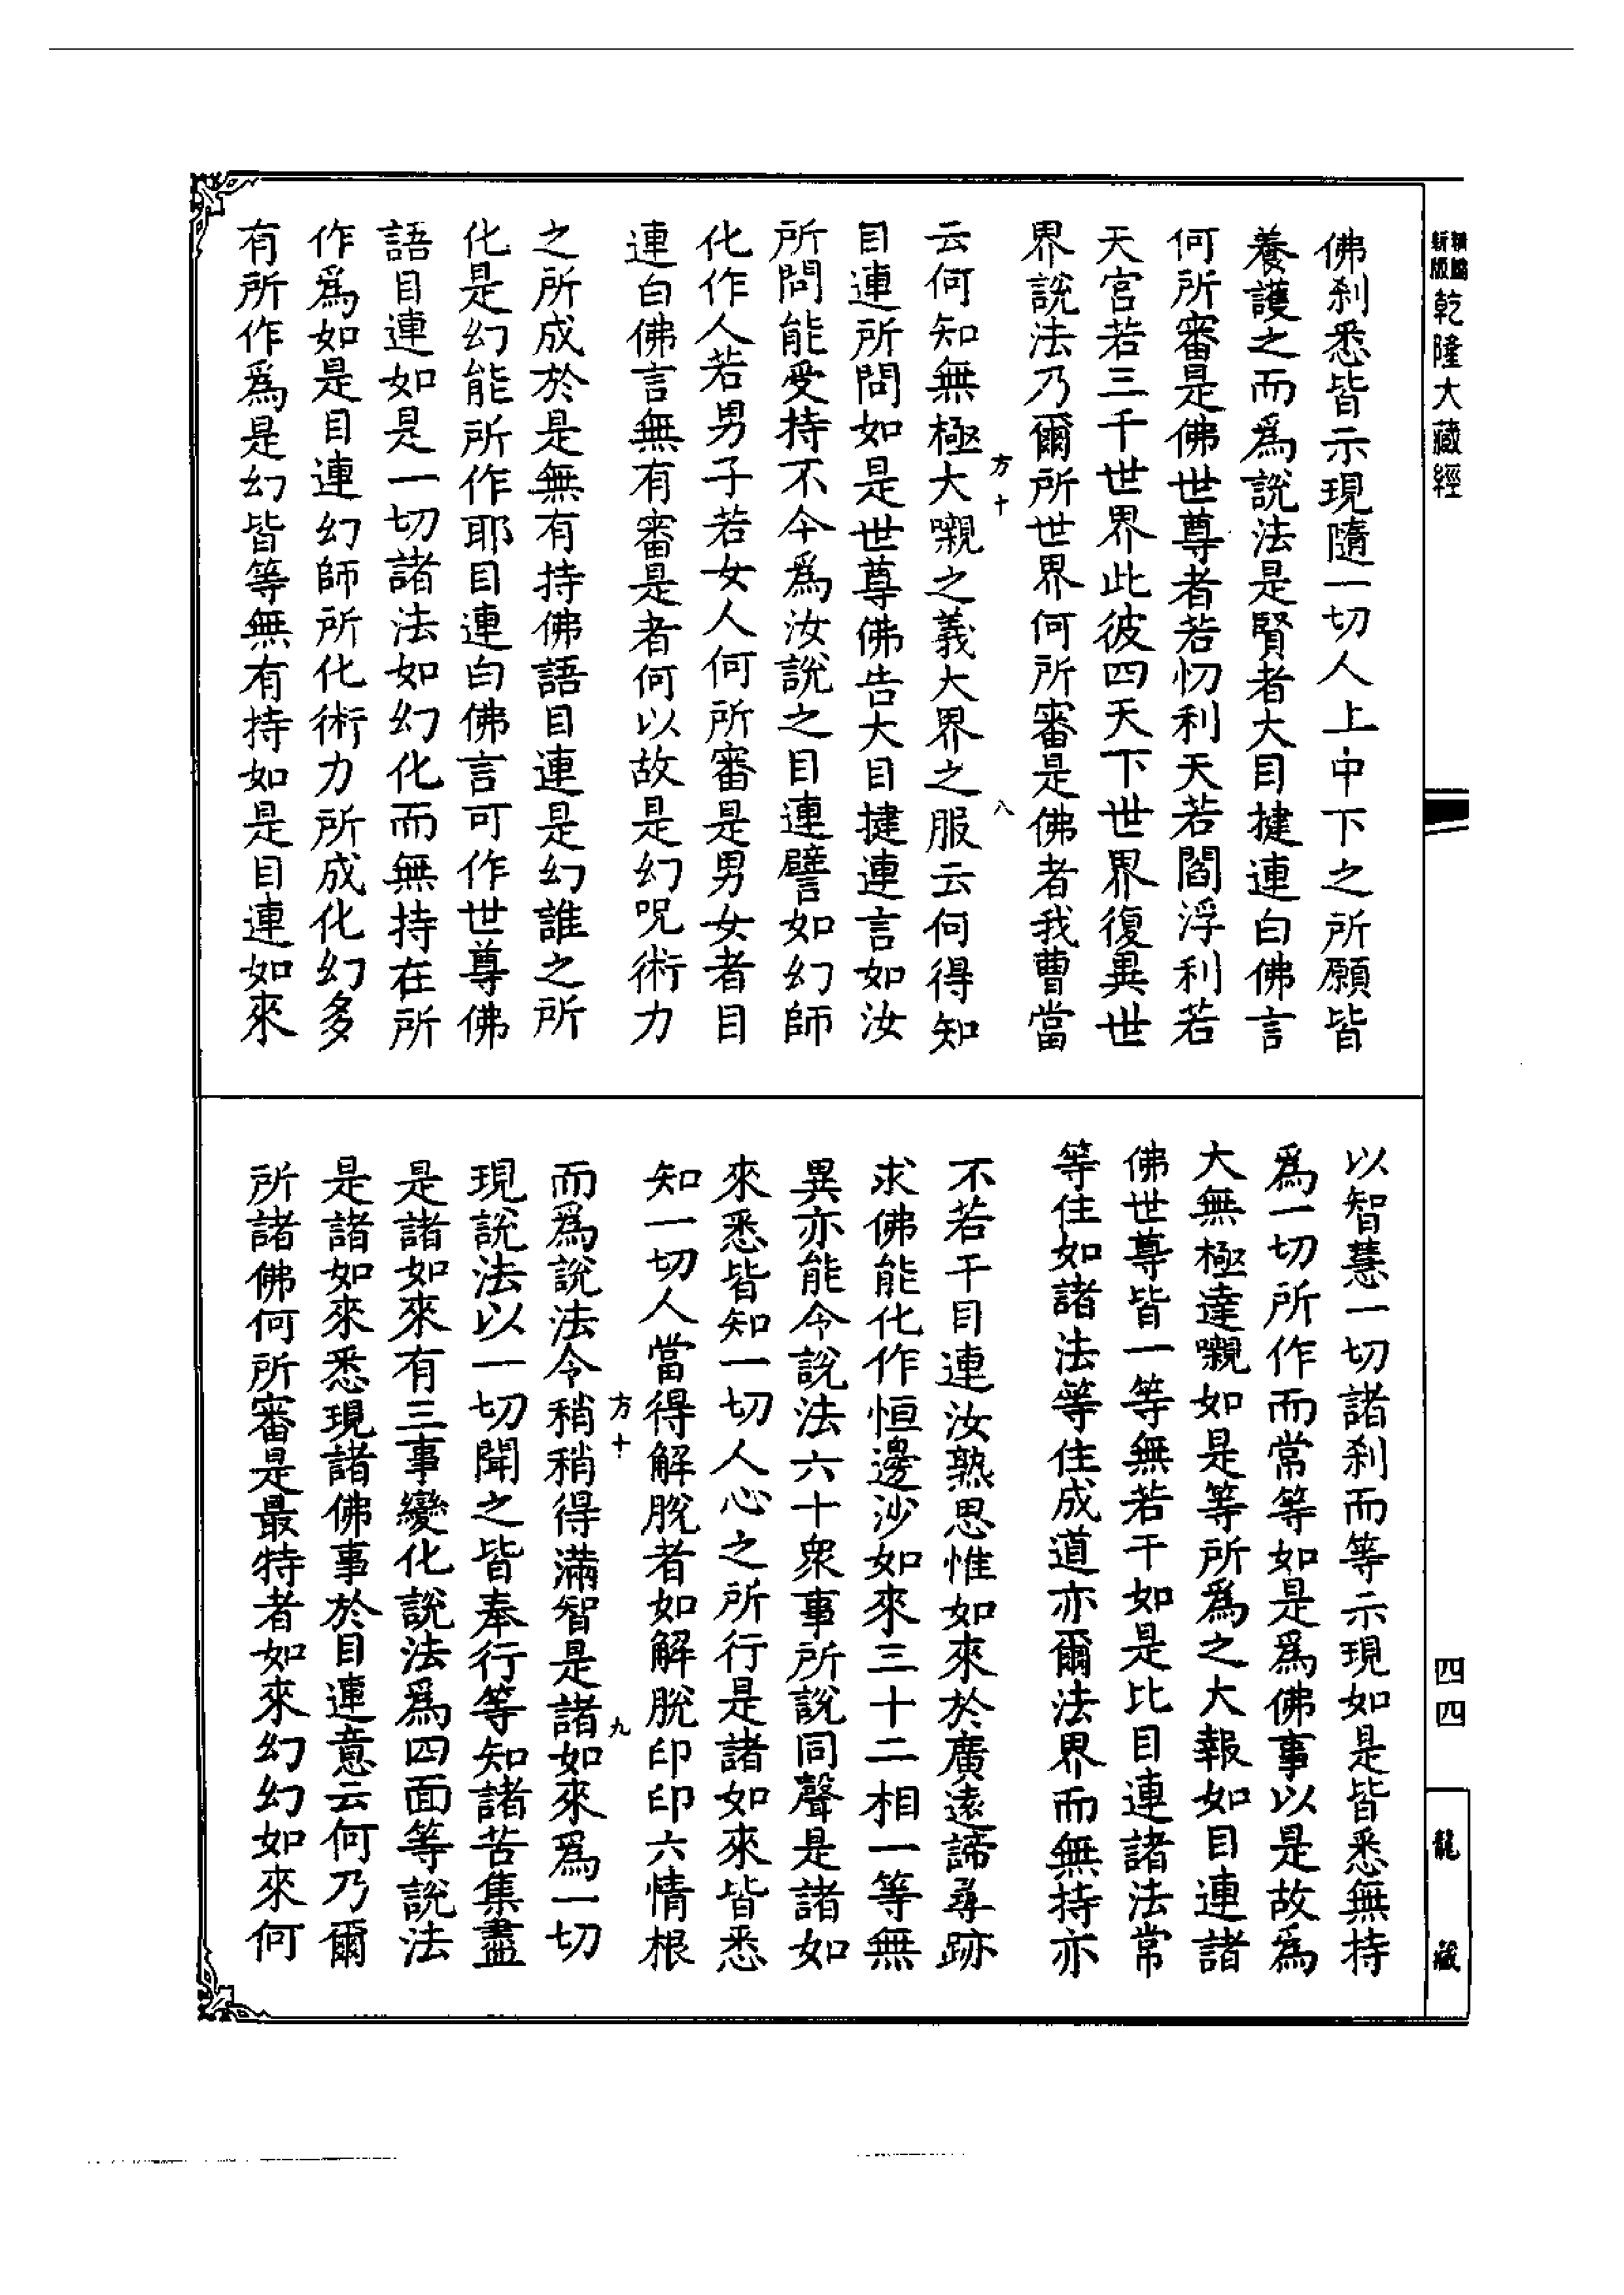 新編
新版
乾隆大藏經
佛剎悉皆示現隨一切人上中下之所願皆
養護之而爲說法是賢者大目揵連白佛言
何所審是佛世尊者若忉利天若閻浮利若
天宮若三千世界此彼四天下世界復異世
界說法乃爾所世界何所審是佛者我曹當
方十
八
云何知無極大嚫之義大界之服云何得知
目連所問如是世尊佛告大目揵連言如汝
所問能受持不今爲汝說之目連譬如幻師
化作人若男子若女人何所審是男女者目
連白佛言無有審是者何以故是幻呪術力
之所成於是無有持佛語目連是幻誰之所
化是幻能所作耶目連白佛言可作世尊佛
語目連如是一切諸法如幻化而無持在所
作爲如是目連幻師所化術力所成化幻多
有所作爲是幻皆等無有持如是目連如來
四四
以智慧一切諸剎而等示現如是皆悉無持
爲一切所作而常等如是爲佛事以是故爲
大無極達嚫如是等所爲之大報如目連諸
佛世尊皆一等無若干如是比目連諸法常
等住如諸法等住成道亦爾法界而無持亦
不若干目連汝熟思惟如來於廣遠諦尋跡
求佛能化作恒邊沙如來三十二相一等無
異亦能令說法六十衆事所說同聲是諸如
來悉皆知一切人心之所行是諸如來皆悉
知一切人當得解脫者如解脫印印六情根
方十
九
而爲說法令稍稍得滿智是諸如來爲一切
現說法以一切聞之皆奉行等知諸苦集盡
是諸如來有三事變化說法爲四面等說法
是諸如來悉現諸佛事於目連意云何乃爾
所諸佛何所審是最特者如來幻幻如來何
龍
藏